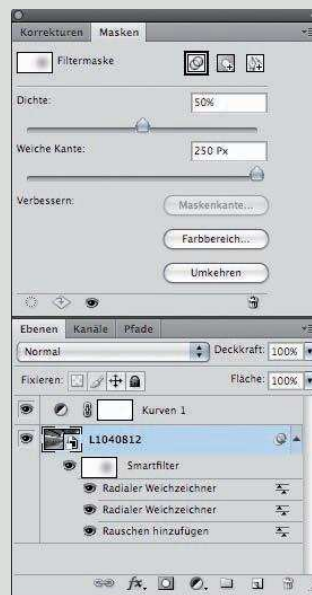 Korrekturen Masken
Filtermaske
Dichte: 50%
Weiche Kante: 250 Px
Verbessern: Maskenkante...
Farbbereich...
Umkehren
Ebenen Kanäle Pfade
Normal Deckkraft: 100%
Fixieren: Fläche: 100%
Kurven 1
L1040812
Smartfilter
Radialer Weichzeichner
Radialer Weichzeichner
Rauschen hinzufügen
fx.